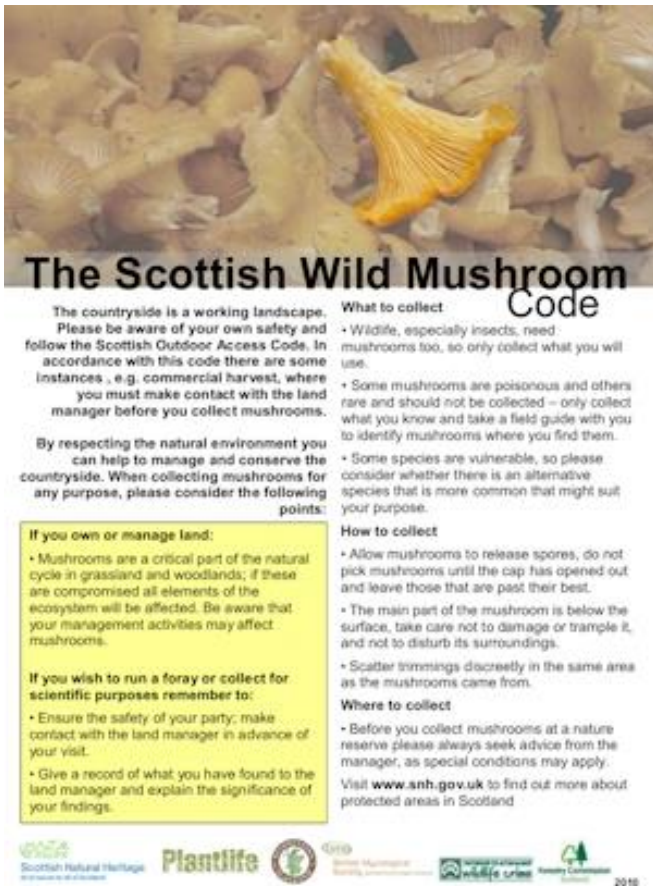 The Scottish Wild Mushroom
Code
The countryside is a working landscape.
Please be aware of your own safety and
follow the Scottish Outdoor Access Code. In
accordance with this code there are some
instances , e.g. commercial harvest, where
you must make contact with the land
manager before you collect mushrooms.
By respecting the natural environment you
can help to manage and conserve the
countryside. When collecting mushrooms for
any purpose, please consider the following
points:
If you own or manage land:
• Mushrooms are a critical part of the natural
cycle in grassland and woodlands; if these
are compromised all elements of the
ecosystem will be affected. Be aware that
your management activities may affect
mushrooms.
If you wish to run a foray or collect for
scientific purposes remember to:
• Ensure the safety of your party; make
contact with the land manager in advance of
your visit.
• Give a record of what you have found to the
land manager and explain the significance of
your findings.
What to collect
• Wildlife, especially insects, need
mushrooms too, so only collect what you will
use.
• Some mushrooms are poisonous and others
rare and should not be collected – only collect
what you know and take a field guide with you
to identify mushrooms where you find them.
• Some species are vulnerable, so please
consider whether there is an alternative
species that is more common that might suit
your purpose.
How to collect
• Allow mushrooms to release spores, do not
pick mushrooms until the cap has opened out
and leave those that are past their best.
• The main part of the mushroom is below the
surface, take care not to damage or trample it,
and not to disturb its surroundings.
• Scatter trimmings discreetly in the same area
as the mushrooms came from.
Where to collect
• Before you collect mushrooms at a nature
reserve please always seek advice from the
manager, as special conditions may apply.
Visit www.snh.gov.uk to find out more about
protected areas in Scotland
Scottish Natural Heritage
Plantlife
wildlife crime
Forestry Commission
2010